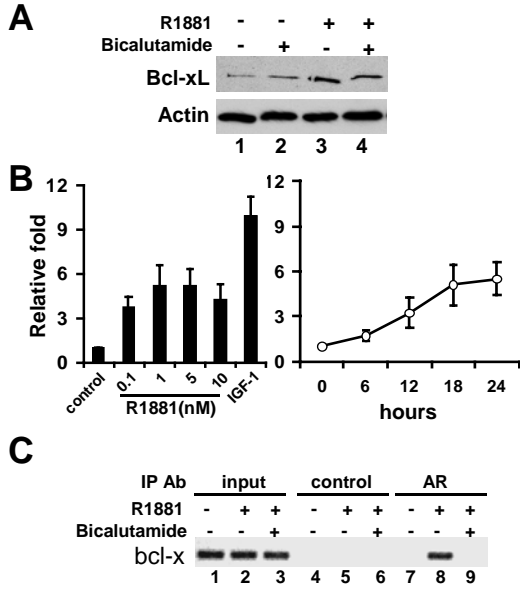 A
R1881 - - + +
Bicalutamide - + - +
Bcl-xL
Actin
1 2 3 4
B
12 9 6 3 0
Relative fold
control 0.1 1 5 10 IGF-1
R1881(nM)
12 9 6 3 0
0 6 12 18 24
hours
C
IP Ab input control AR
R1881 - + + - + + - + +
Bicalutamide - - + - - + - - +
bcl-x
1 2 3 4 5 6 7 8 9